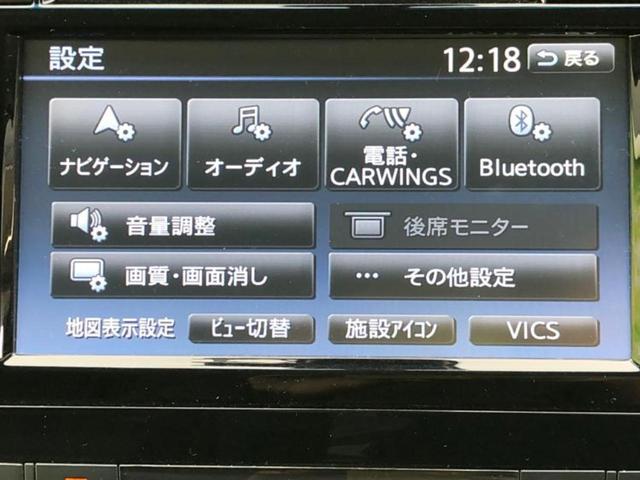 設定
12:18
戻る
ナビゲーション
オーディオ
電話・
CARWINGS
Bluetooth
音量調整
後席モニター
画質・画面消し
その他設定
地図表示設定
ビュー切替
施設アイコン
VICS